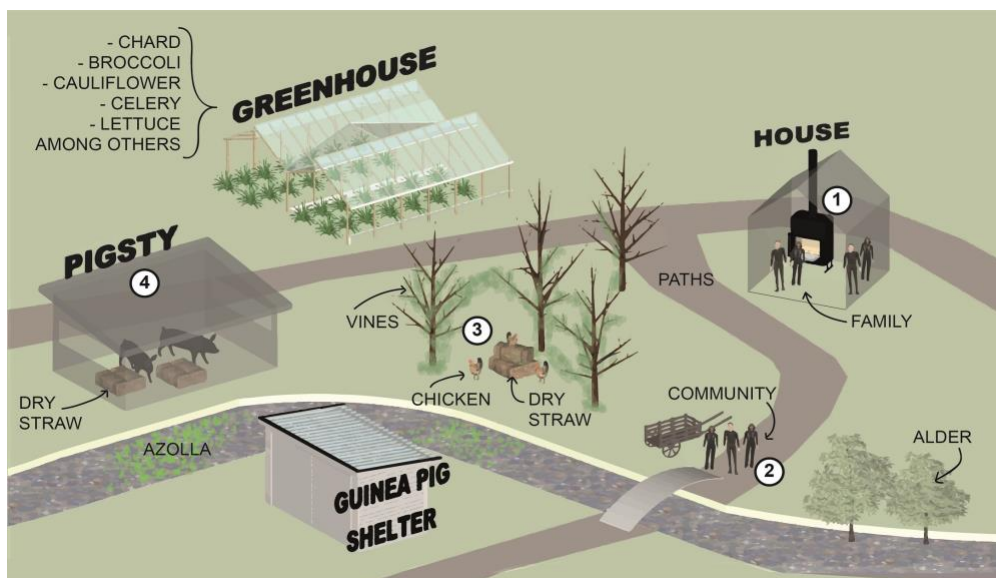 - CHARD
- BROCCOLI
- CAULIFLOWER
- CELERY
- LETTUCE
AMONG OTHERS
GREENHOUSE
HOUSE
1
PIGSTY
4
PATHS
VINES
3
FAMILY
CHICKEN
DRY
STRAW
DRY
STRAW
COMMUNITY
2
AZOLLA
ALDER
GUINEA PIG
SHELTER